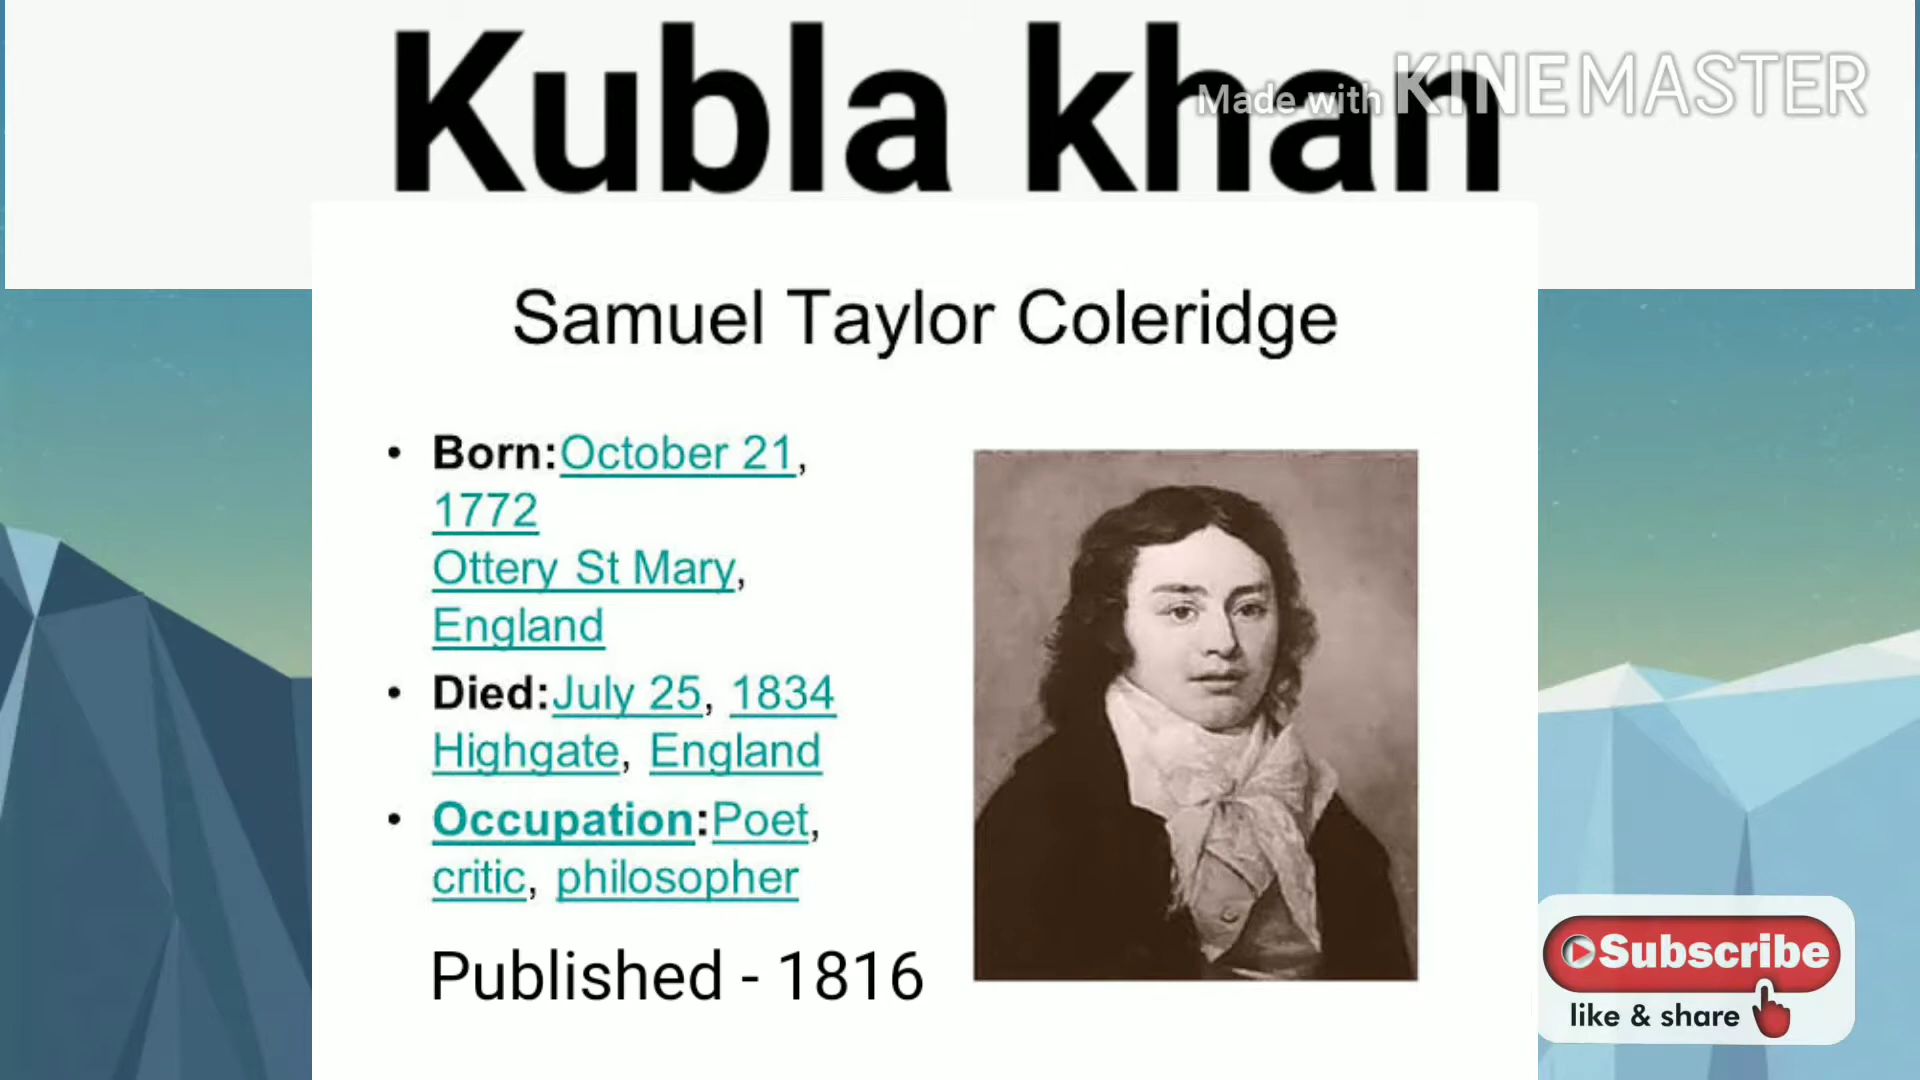 Kubla khan
Made with KINEMASTER
Samuel Taylor Coleridge
• Born:October 21,
1772
Ottery St Mary,
England
• Died:July 25, 1834
Highgate, England
• Occupation:Poet,
critic, philosopher
Published - 1816
Subscribe
like & share